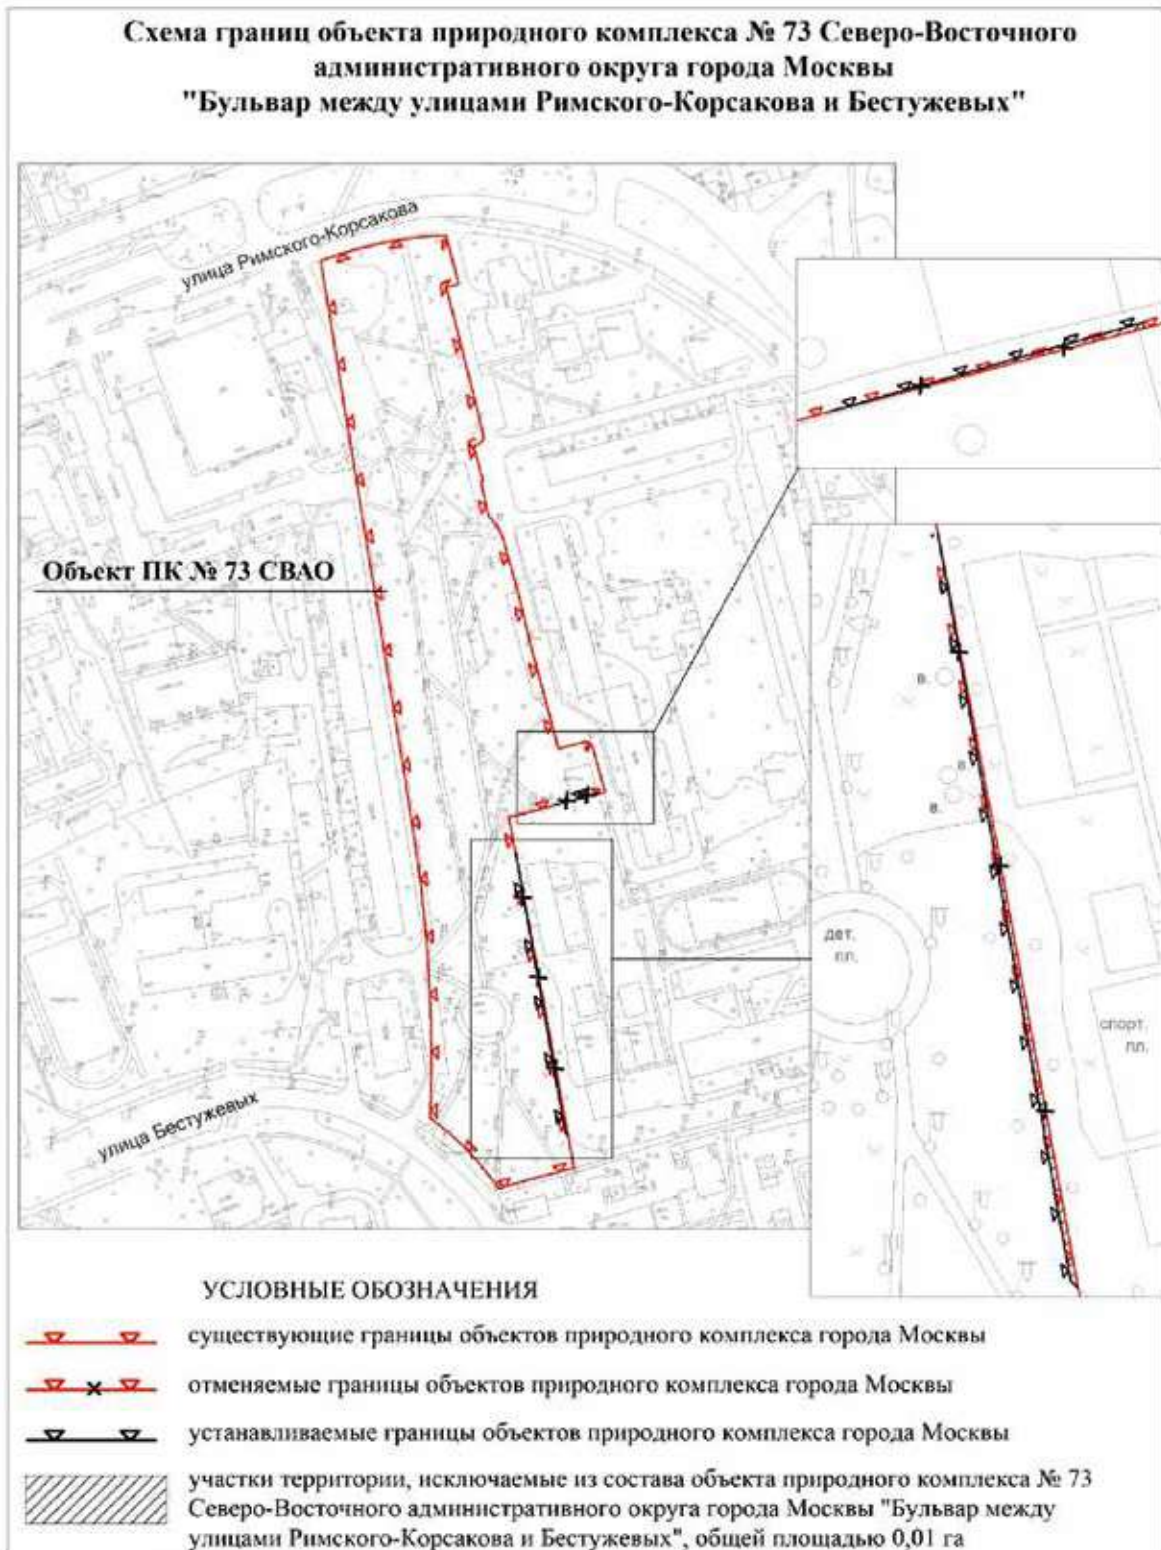 Схема границ объекта природного комплекса № 73 Северо-Восточного
административного округа города Москвы
"Бульвар между улицами Римского-Корсакова и Бестужевых"
улица Римского-Корсакова
Объект ПК № 73 СВАО
в.
в.
в.
дет.
пл.
спорт.
пл.
улица Бестужевых
УСЛОВНЫЕ ОБОЗНАЧЕНИЯ
существующие границы объектов природного комплекса города Москвы
отменяемые границы объектов природного комплекса города Москвы
устанавливаемые границы объектов природного комплекса города Москвы
участки территории, исключаемые из состава объекта природного комплекса № 73
Северо-Восточного административного округа города Москвы "Бульвар между
улицами Римского-Корсакова и Бестужевых", общей площадью 0,01 га